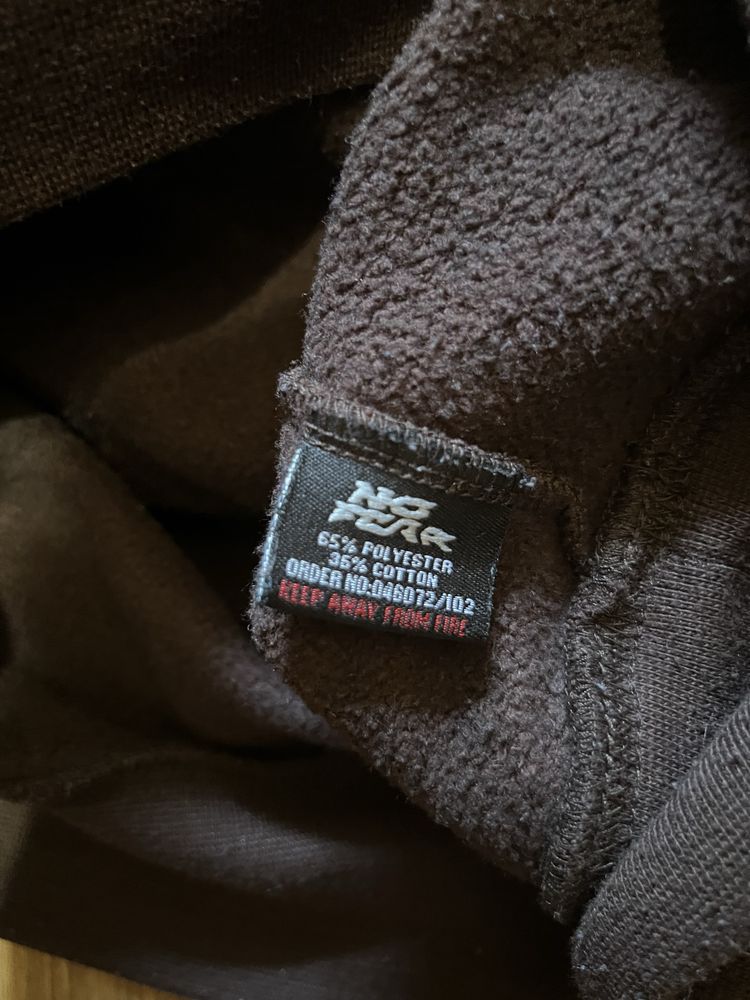 NO
FEAR
65% POLYESTER
35% COTTON
ORDER NO:046072/102
KEEP AWAY FROM FIRE